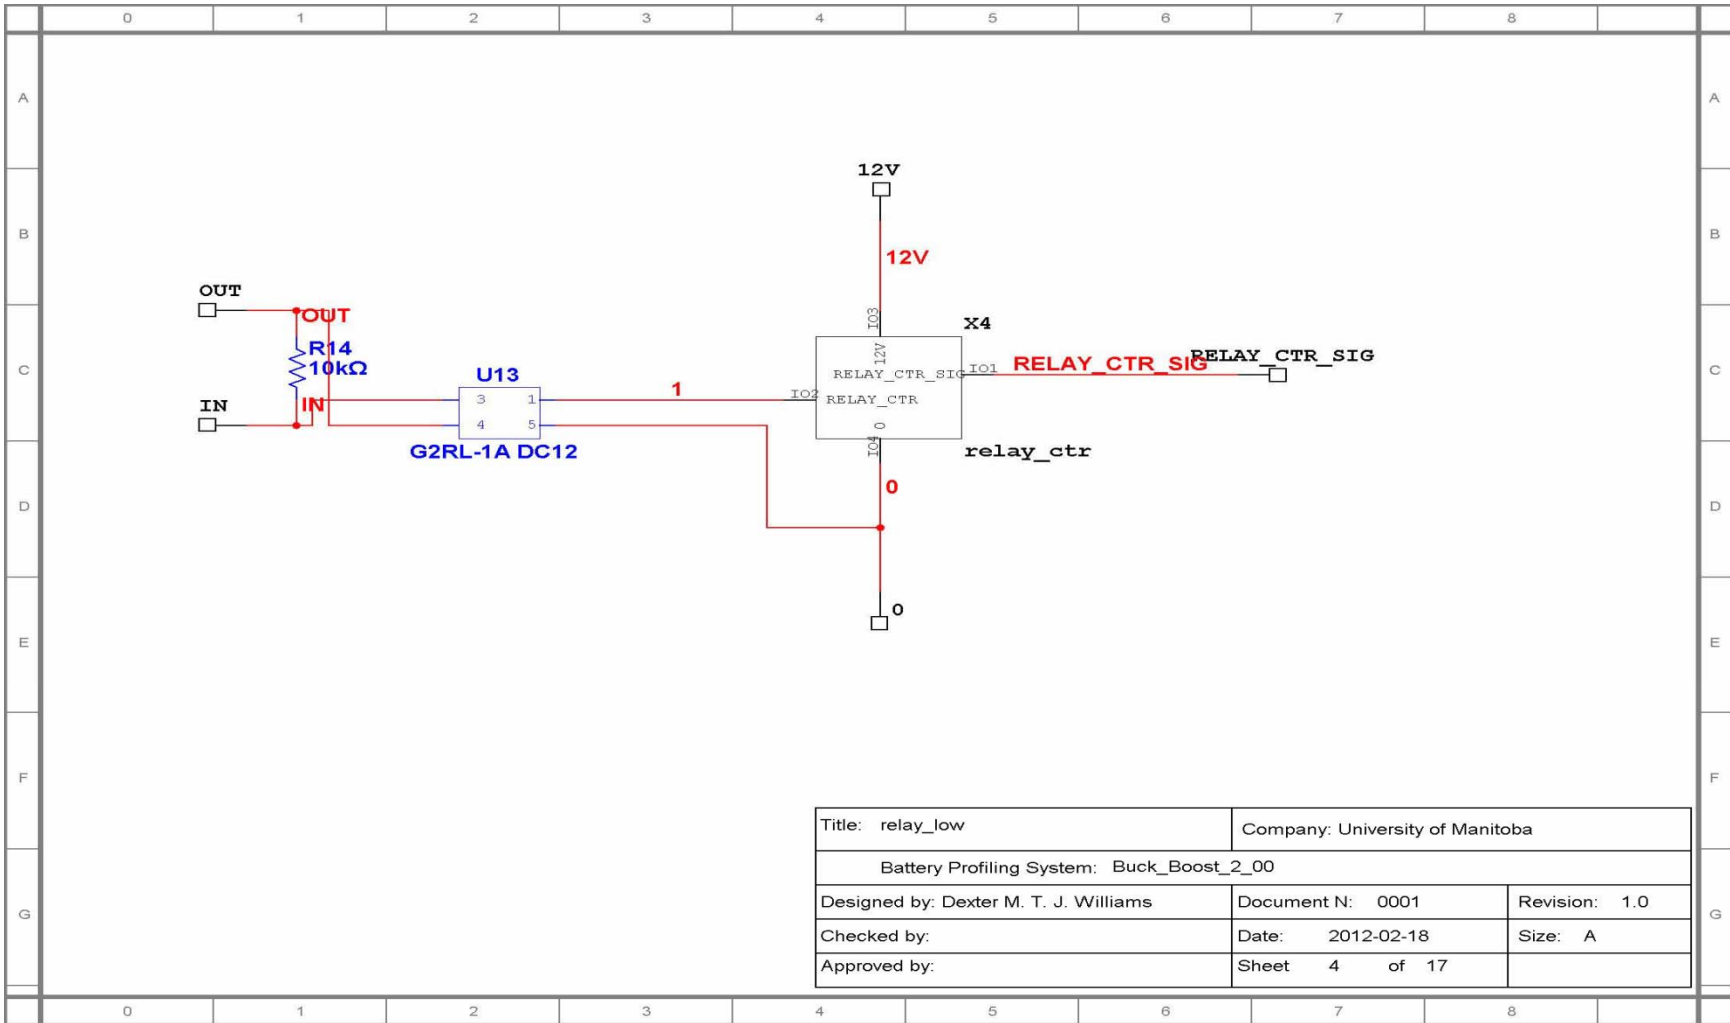 0 1 2 3 4 5 6 7 8
A A
12V
B B
12V
OUT
OUT
IO3
X4
R14
12V
RELAY_CTR_SIG
RELAY_CTR_SIG
C 10kΩ RELAY_CTR_SIG IO1 C
U13
IN IN 3 1 1 IO2 RELAY_CTR
4 5 0
G2RL-1A DC12 IO4 relay_ctr
0
D D
0
E E
F F
Title: relay_low Company: University of Manitoba
Battery Profiling System: Buck_Boost_2_00
G Designed by: Dexter M. T. J. Williams Document N: 0001 Revision: 1.0 G
Checked by: Date: 2012-02-18 Size: A
Approved by: Sheet 4 of 17
0 1 2 3 4 5 6 7 8